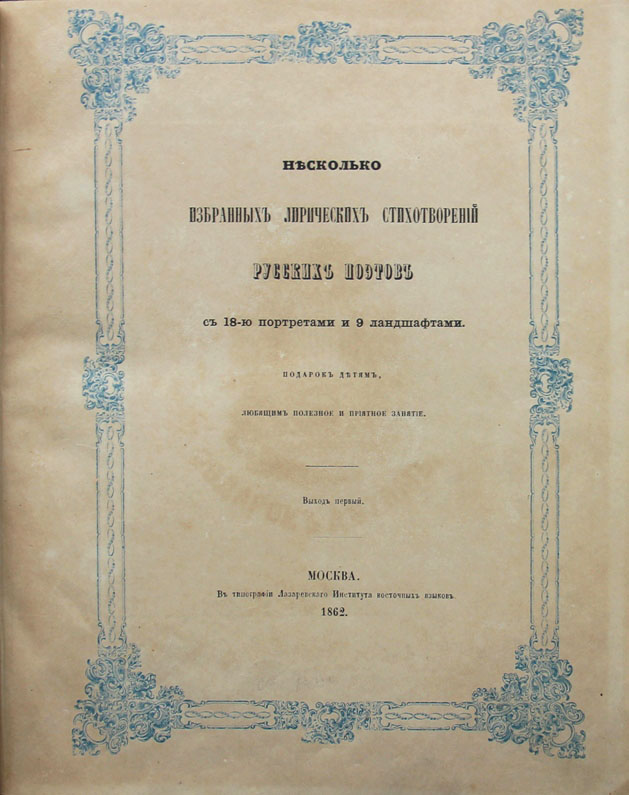 НѢСКОЛЬКО
ИЗБРАННЫХЪ ЛИРИЧЕСКИХЪ СТИХОТВОРЕНІЙ
РУССКИХЪ ПОЭТОВЪ
съ 18-ю портретами и 9 ландшафтами.
ПОДАРОКЪ ДѢТЯМЪ,
ЛЮБЯЩИМЪ ПОЛЕЗНОЕ И ПРІЯТНОЕ ЗАНЯТІЕ.
Выходъ первый.
МОСКВА.
Въ типографіи Лазаревскаго Института восточныхъ языковъ.
1862.